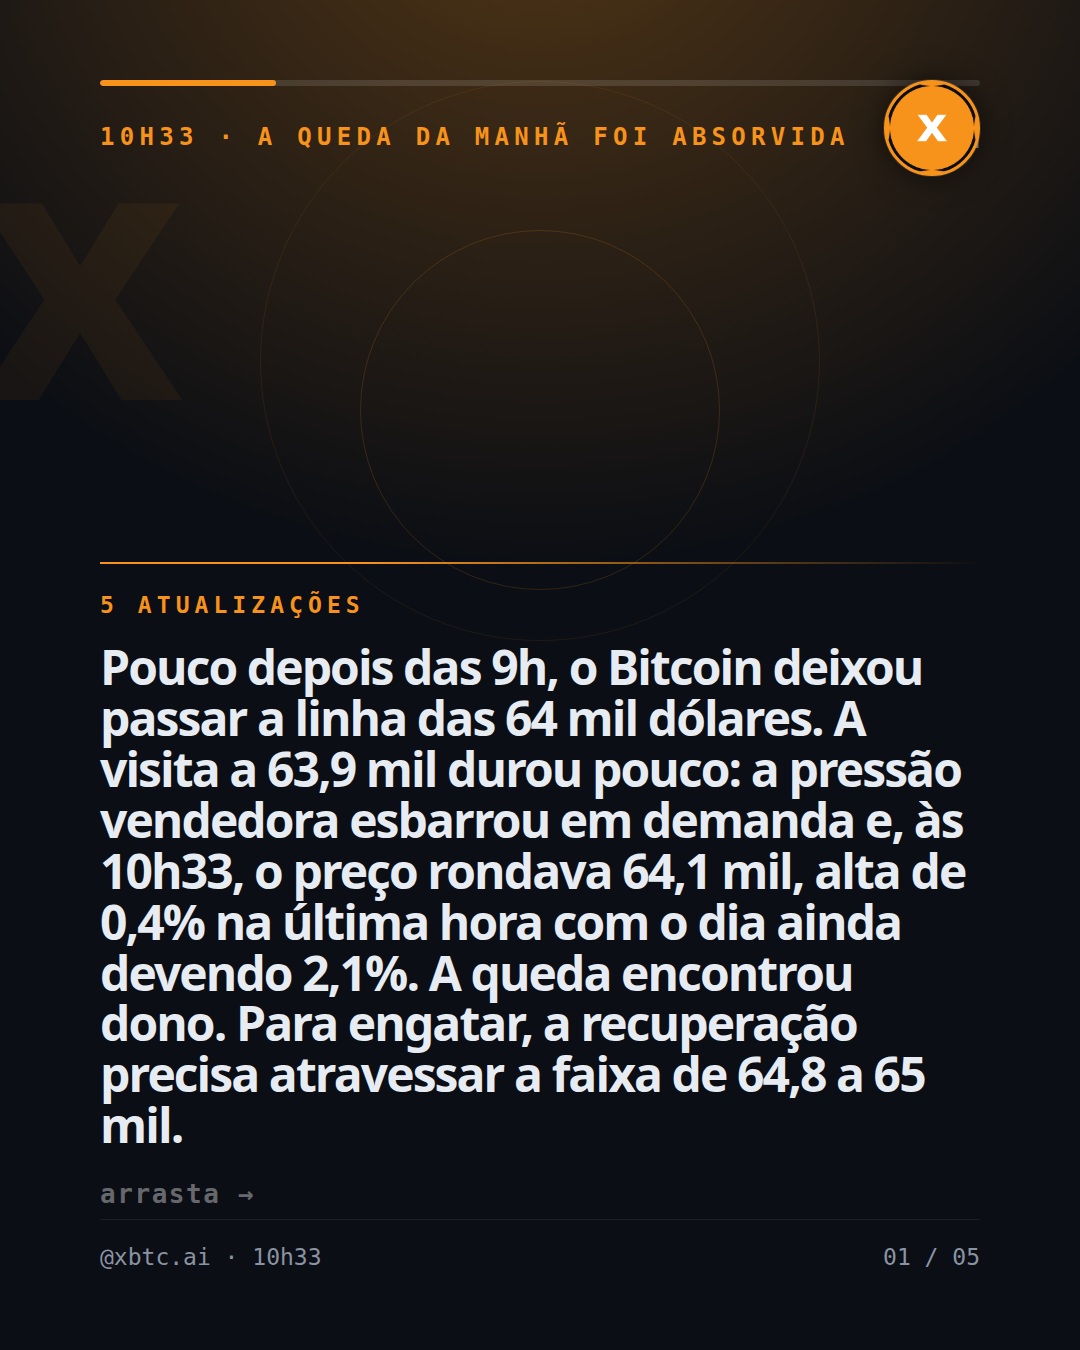 10H33 · A QUEDA DA MANHÃ FOI ABSORVIDA
X
X
5 ATUALIZAÇÕES
Pouco depois das 9h, o Bitcoin deixou
passar a linha das 64 mil dólares. A
visita a 63,9 mil durou pouco: a pressão
vendedora esbarrou em demanda e, às
10h33, o preço rondava 64,1 mil, alta de
0,4% na última hora com o dia ainda
devendo 2,1%. A queda encontrou
dono. Para engatar, a recuperação
precisa atravessar a faixa de 64,8 a 65
mil.
arrasta →
@xbtc.ai · 10h33
01 / 05